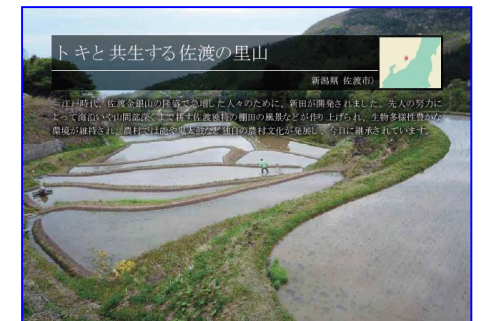 トキと共生する佐渡の里山
新潟県 佐渡市）
江戸時代、佐渡金銀山の隆盛で急増した人々のために、新田が開発されました。先人の努力に
よって海沿いや山間部深くまで耕す佐渡独特の棚田の風景などが作り上げられ、生物多様性豊かな
環境が維持され、農村では能や鬼太鼓など独自の農村文化が発展し、今日に継承されています。